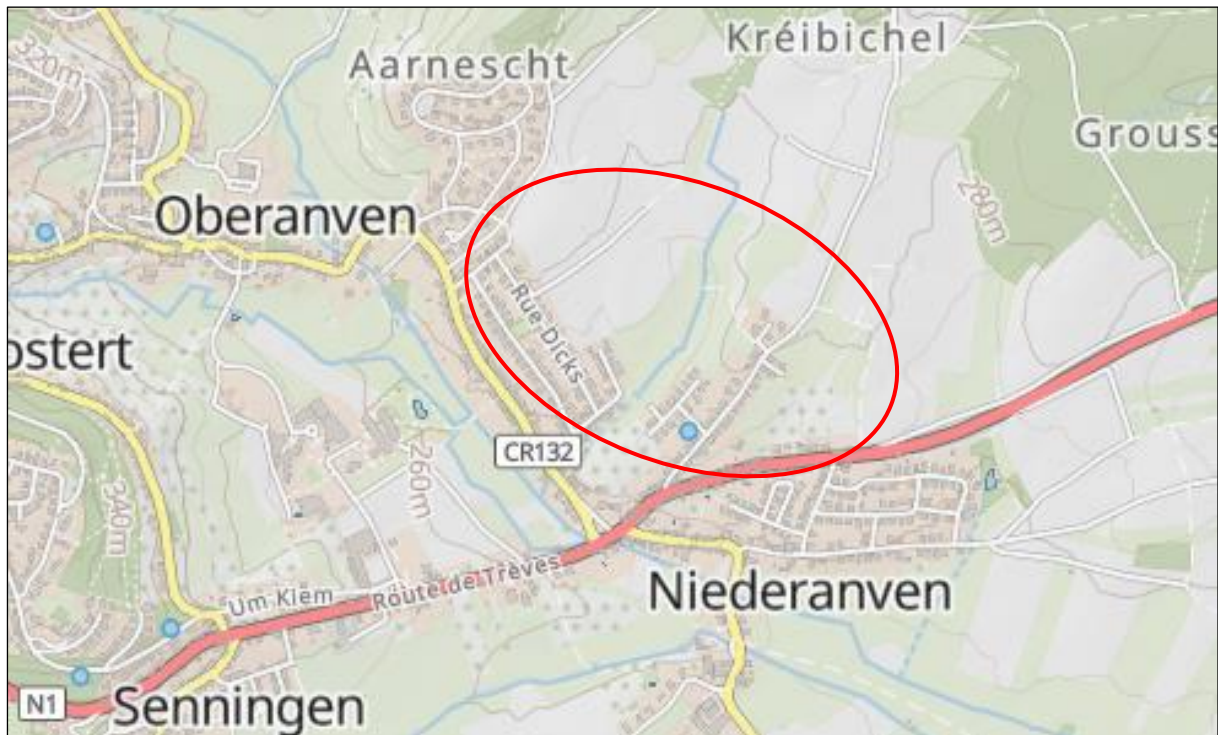 Kréibichel
Aarnescht
320m
Grouss
280m
Oberanven
Rue Dicks
ostert
CR132
260m
240m
Um Kiem
Route de Trèves
Niederanven
N1
Senningen